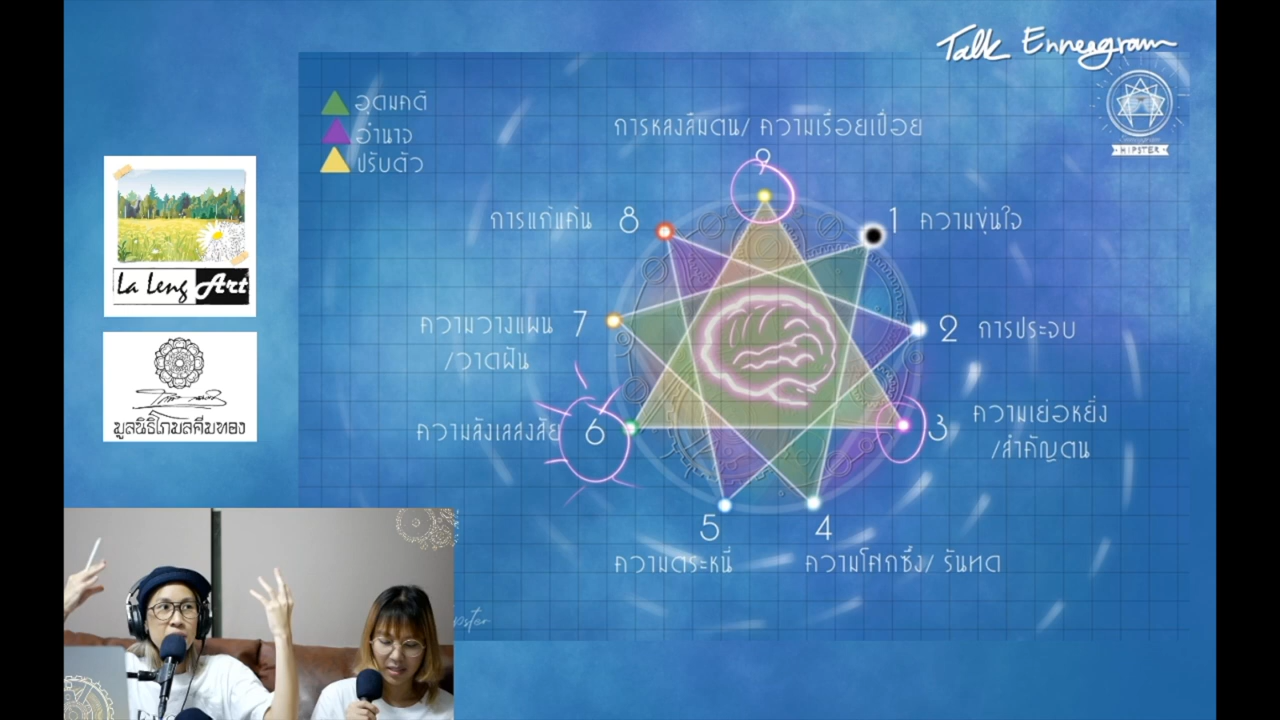 Talk Enneagram
HIPSTER
อุดมคติ
อำนาจ
ปรับตัว
การหลงลืมตน/ ความเรื่อยเปื่อย
9
การแก้แค้น 8
1 ความขุ่นใจ
ความวางแผน 7
/วาดฝัน
2 การประจบ
ความลังเลสงสัย 6
3 ความเย่อหยิ่ง
/สำคัญตน
5
ความตระหนี่
4
ความโศกซึ้ง/ รันทด
La Leng Art
มูลนิธิโกมลคีมทอง